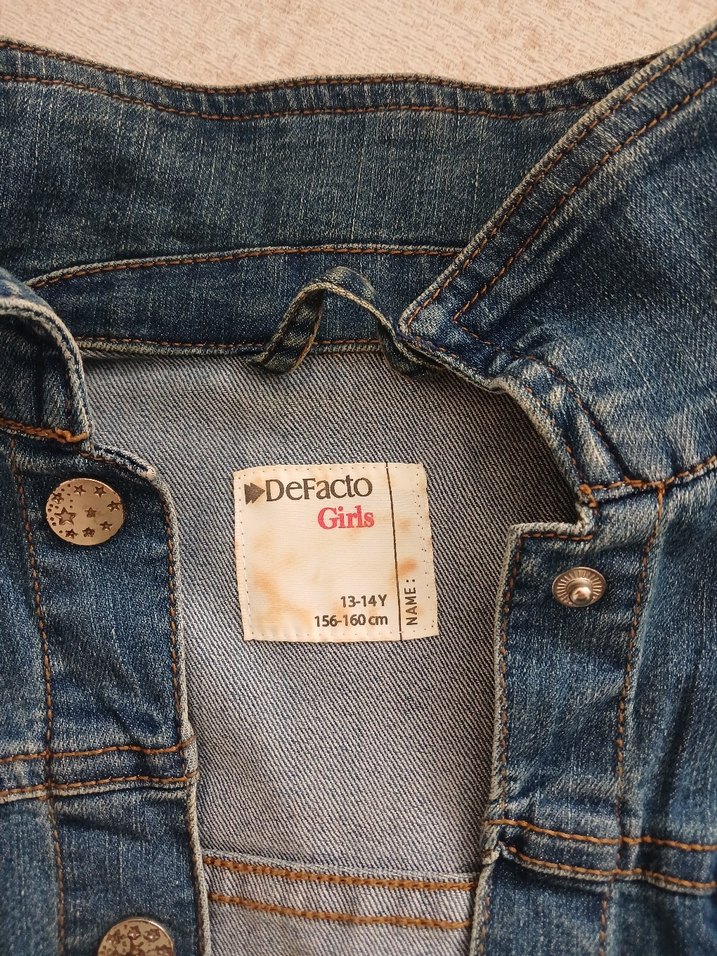 DeFacto
Girls
13-14Y
156-160 cm
NAME: